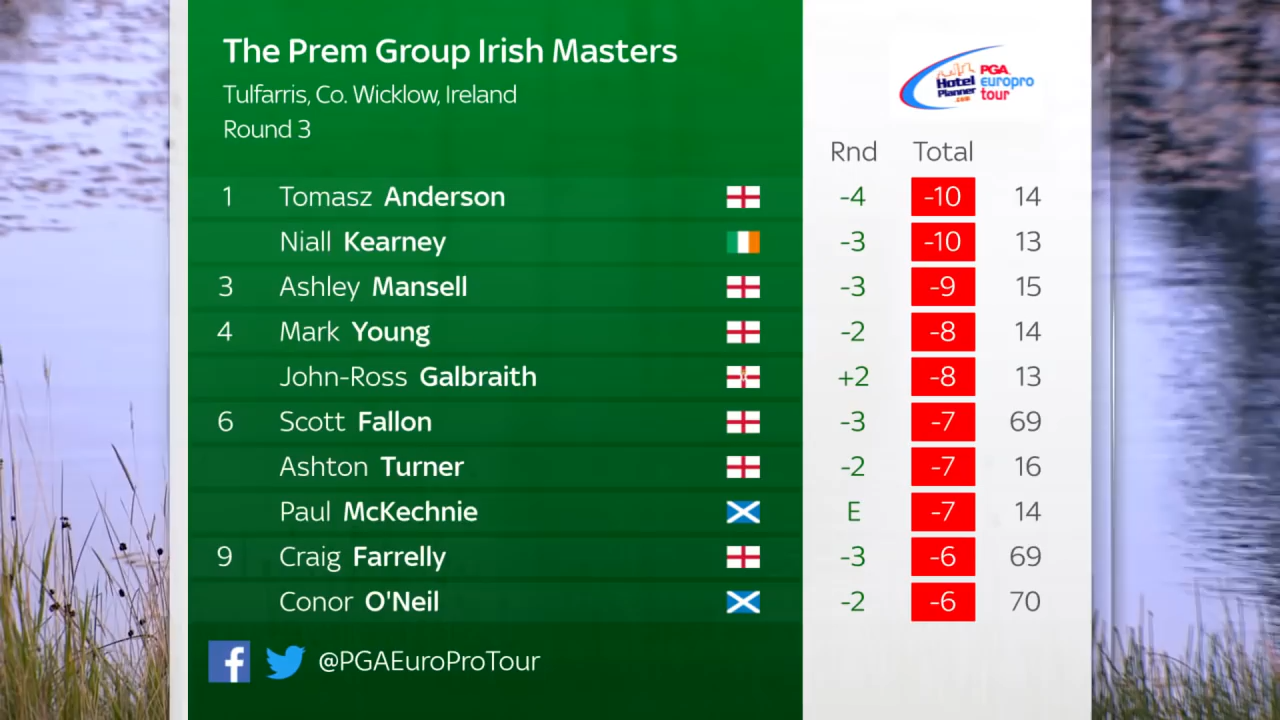 The Prem Group Irish Masters
Tulfarris, Co. Wicklow, Ireland
Round 3
Hotel Planner .com PGA europro tour
Rnd Total
1 Tomasz Anderson -4 -10 14
Niall Kearney -3 -10 13
3 Ashley Mansell -3 -9 15
4 Mark Young -2 -8 14
John-Ross Galbraith +2 -8 13
6 Scott Fallon -3 -7 69
Ashton Turner -2 -7 16
Paul McKechnie E -7 14
9 Craig Farrelly -3 -6 69
Conor O'Neil -2 -6 70
@PGAEuroProTour